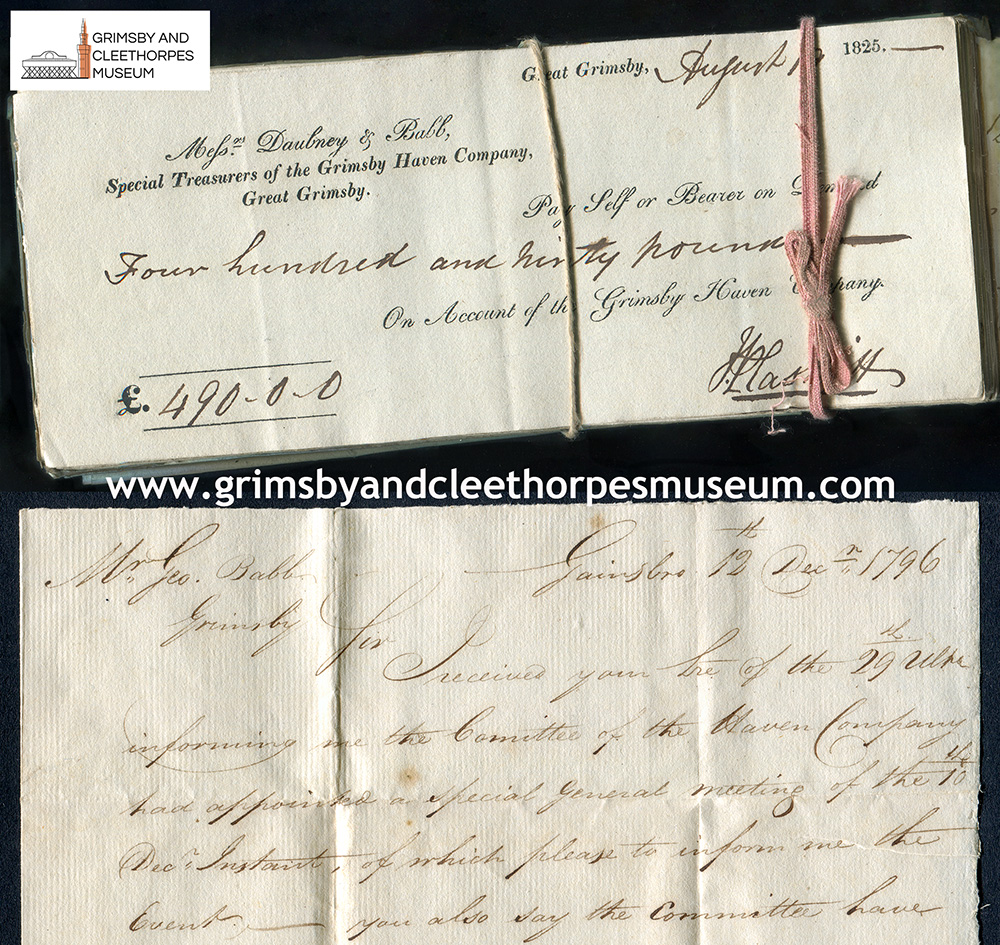 GRIMSBY AND
CLEETHORPES
MUSEUM
Great Grimsby, August 1825.—
Messrs. Daubney & Babb,
Special Treasurers of the Grimsby Haven Company,
Great Grimsby.
Pay Self or Bearer on Demand
Four hundred and ninety pounds —
On Account of the Grimsby Haven Company.
£. 490-0-0
www.grimsbyandcleethorpesmuseum.com
Mr. Geo. Babb — Gainsbro 12th Decr. 1796
Grimsby
Sir
I received your of the 29th Ultra
informing me the Comittee of the Haven Company
had appointed a special General meeting of the 10th
Decr. Instant, of which please to inform me the
Event. — you also say the Committee have